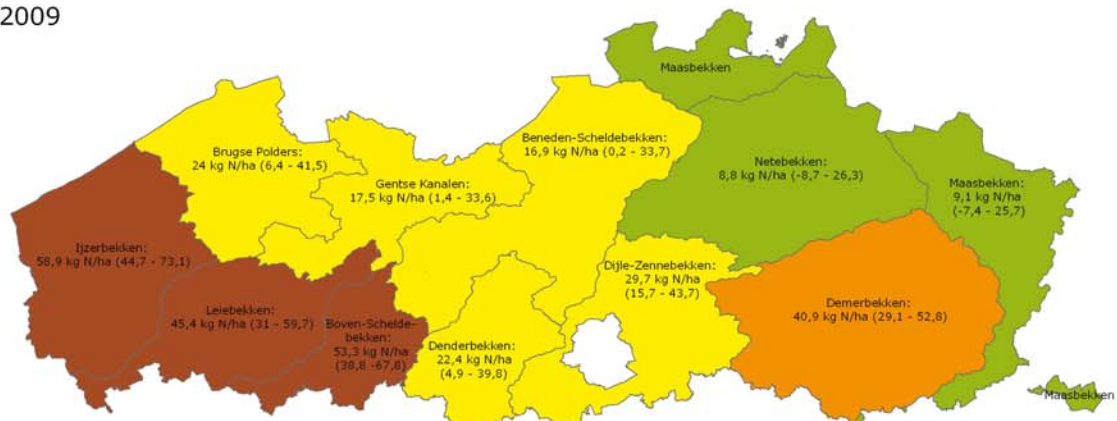 2009
Maasbekken
Brugse Polders:
24 kg N/ha (6,4 - 41,5)
Beneden-Scheldebekken:
16,9 kg N/ha (0,2 - 33,7)
Gentse Kanalen:
17,5 kg N/ha (1,4 - 33,6)
Netebekken:
8,8 kg N/ha (-8,7 - 26,3)
Maasbekken:
9,1 kg N/ha
(-7,4 - 25,7)
Ijzerbekken:
58,9 kg N/ha (44,7 - 73,1)
Dijle-Zennebekken:
29,7 kg N/ha
(15,7 - 43,7)
Leiebekken:
45,4 kg N/ha (31 - 59,7)
Boven-Schelde-
bekken:
53,3 kg N/ha
(38,8 -67,8)
Denderbekken:
22,4 kg N/ha
(4,9 - 39,8)
Demerbekken:
40,9 kg N/ha (29,1 - 52,8)
Maasbekken